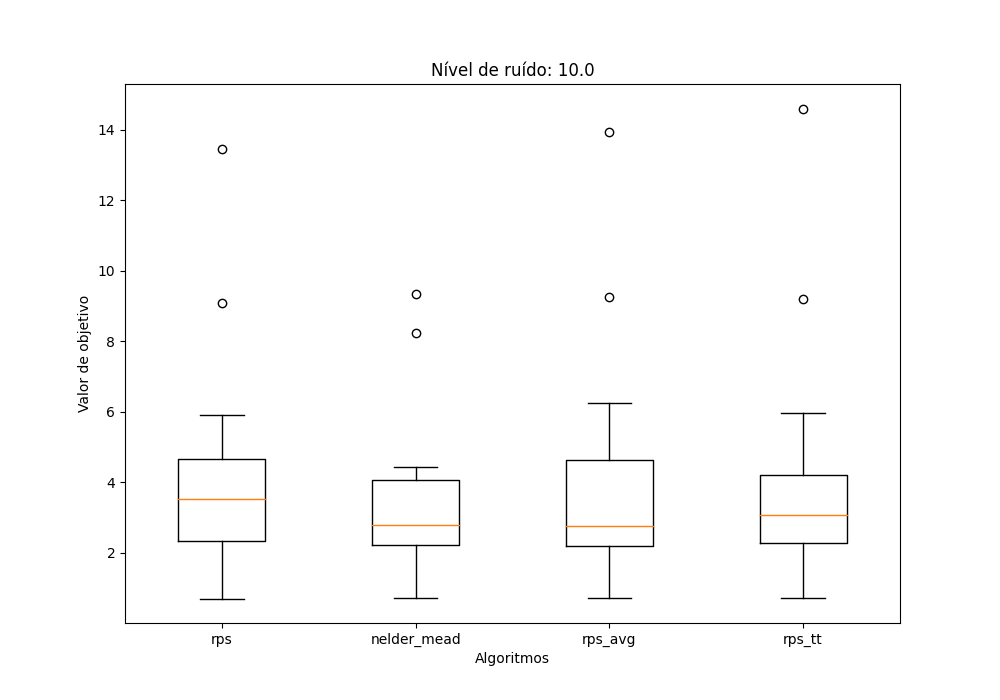 Nível de ruído: 10.0
14
12
10
8
6
4
2
Valor de objetivo
rps
nelder_mead
rps_avg
rps_tt
Algoritmos